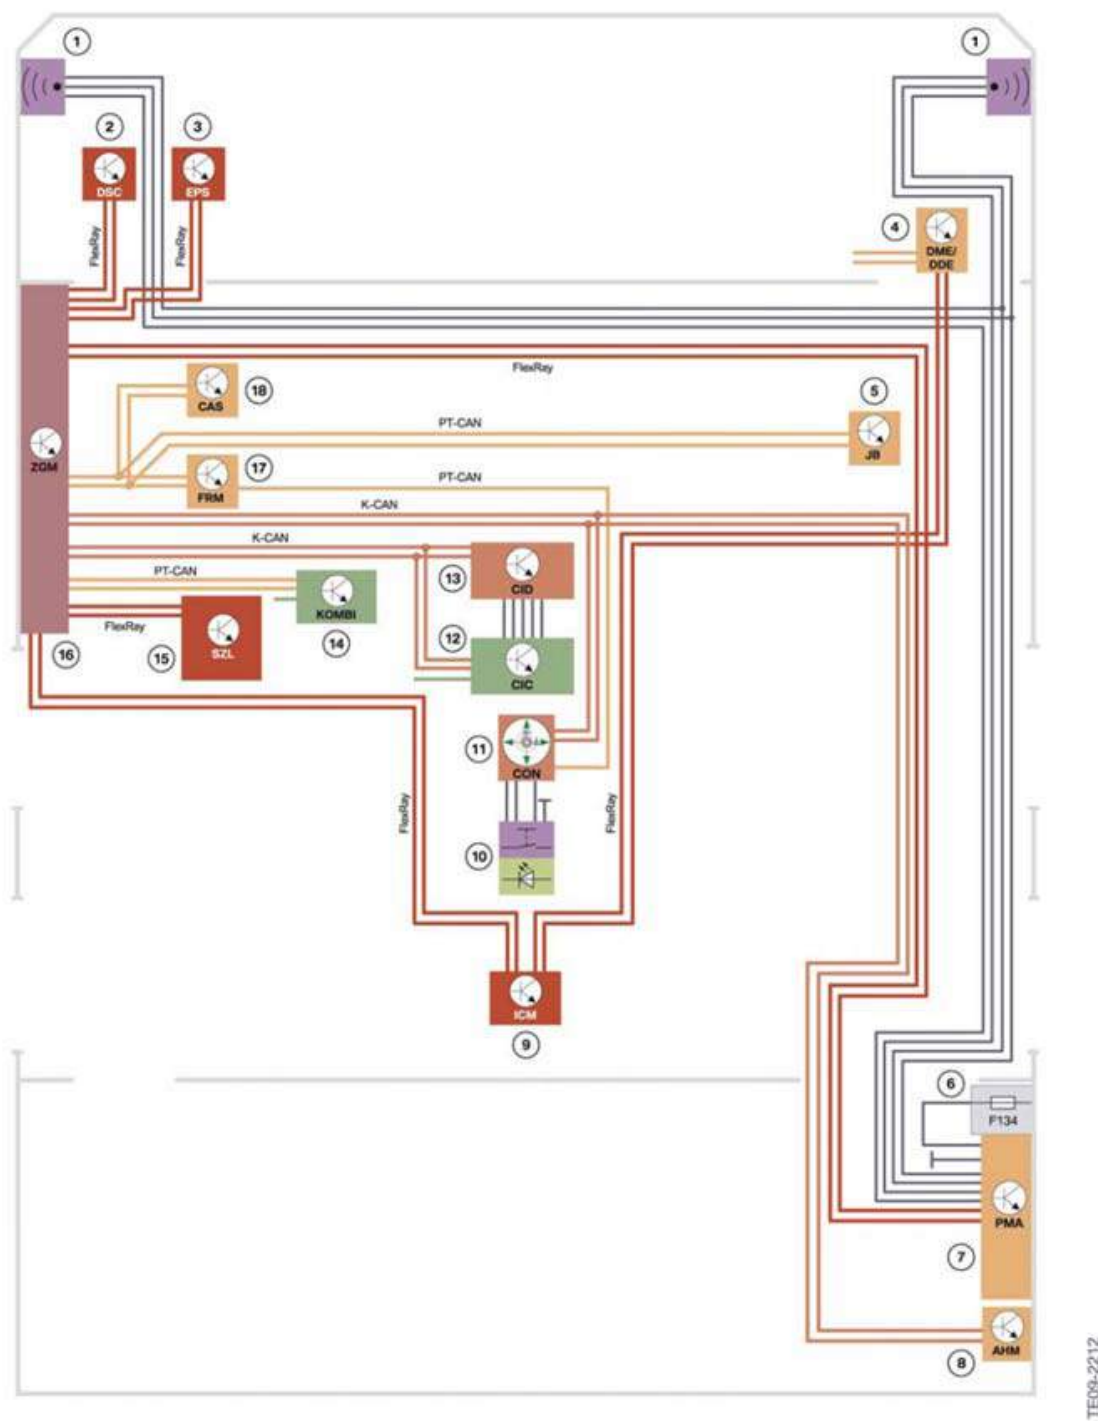 1
1
2
3
DSC
EPS
FlexRay
FlexRay
4
DME/
DDE
FlexRay
CAS
18
5
PT-CAN
JB
ZGM
17
FRM
PT-CAN
K-CAN
K-CAN
13
CID
PT-CAN
KOMBI
14
FlexRay
SZL
15
16
12
CIC
11
CON
FlexRay
FlexRay
10
ICM
9
6
F134
PMA
7
AHM
8
TE09-2212